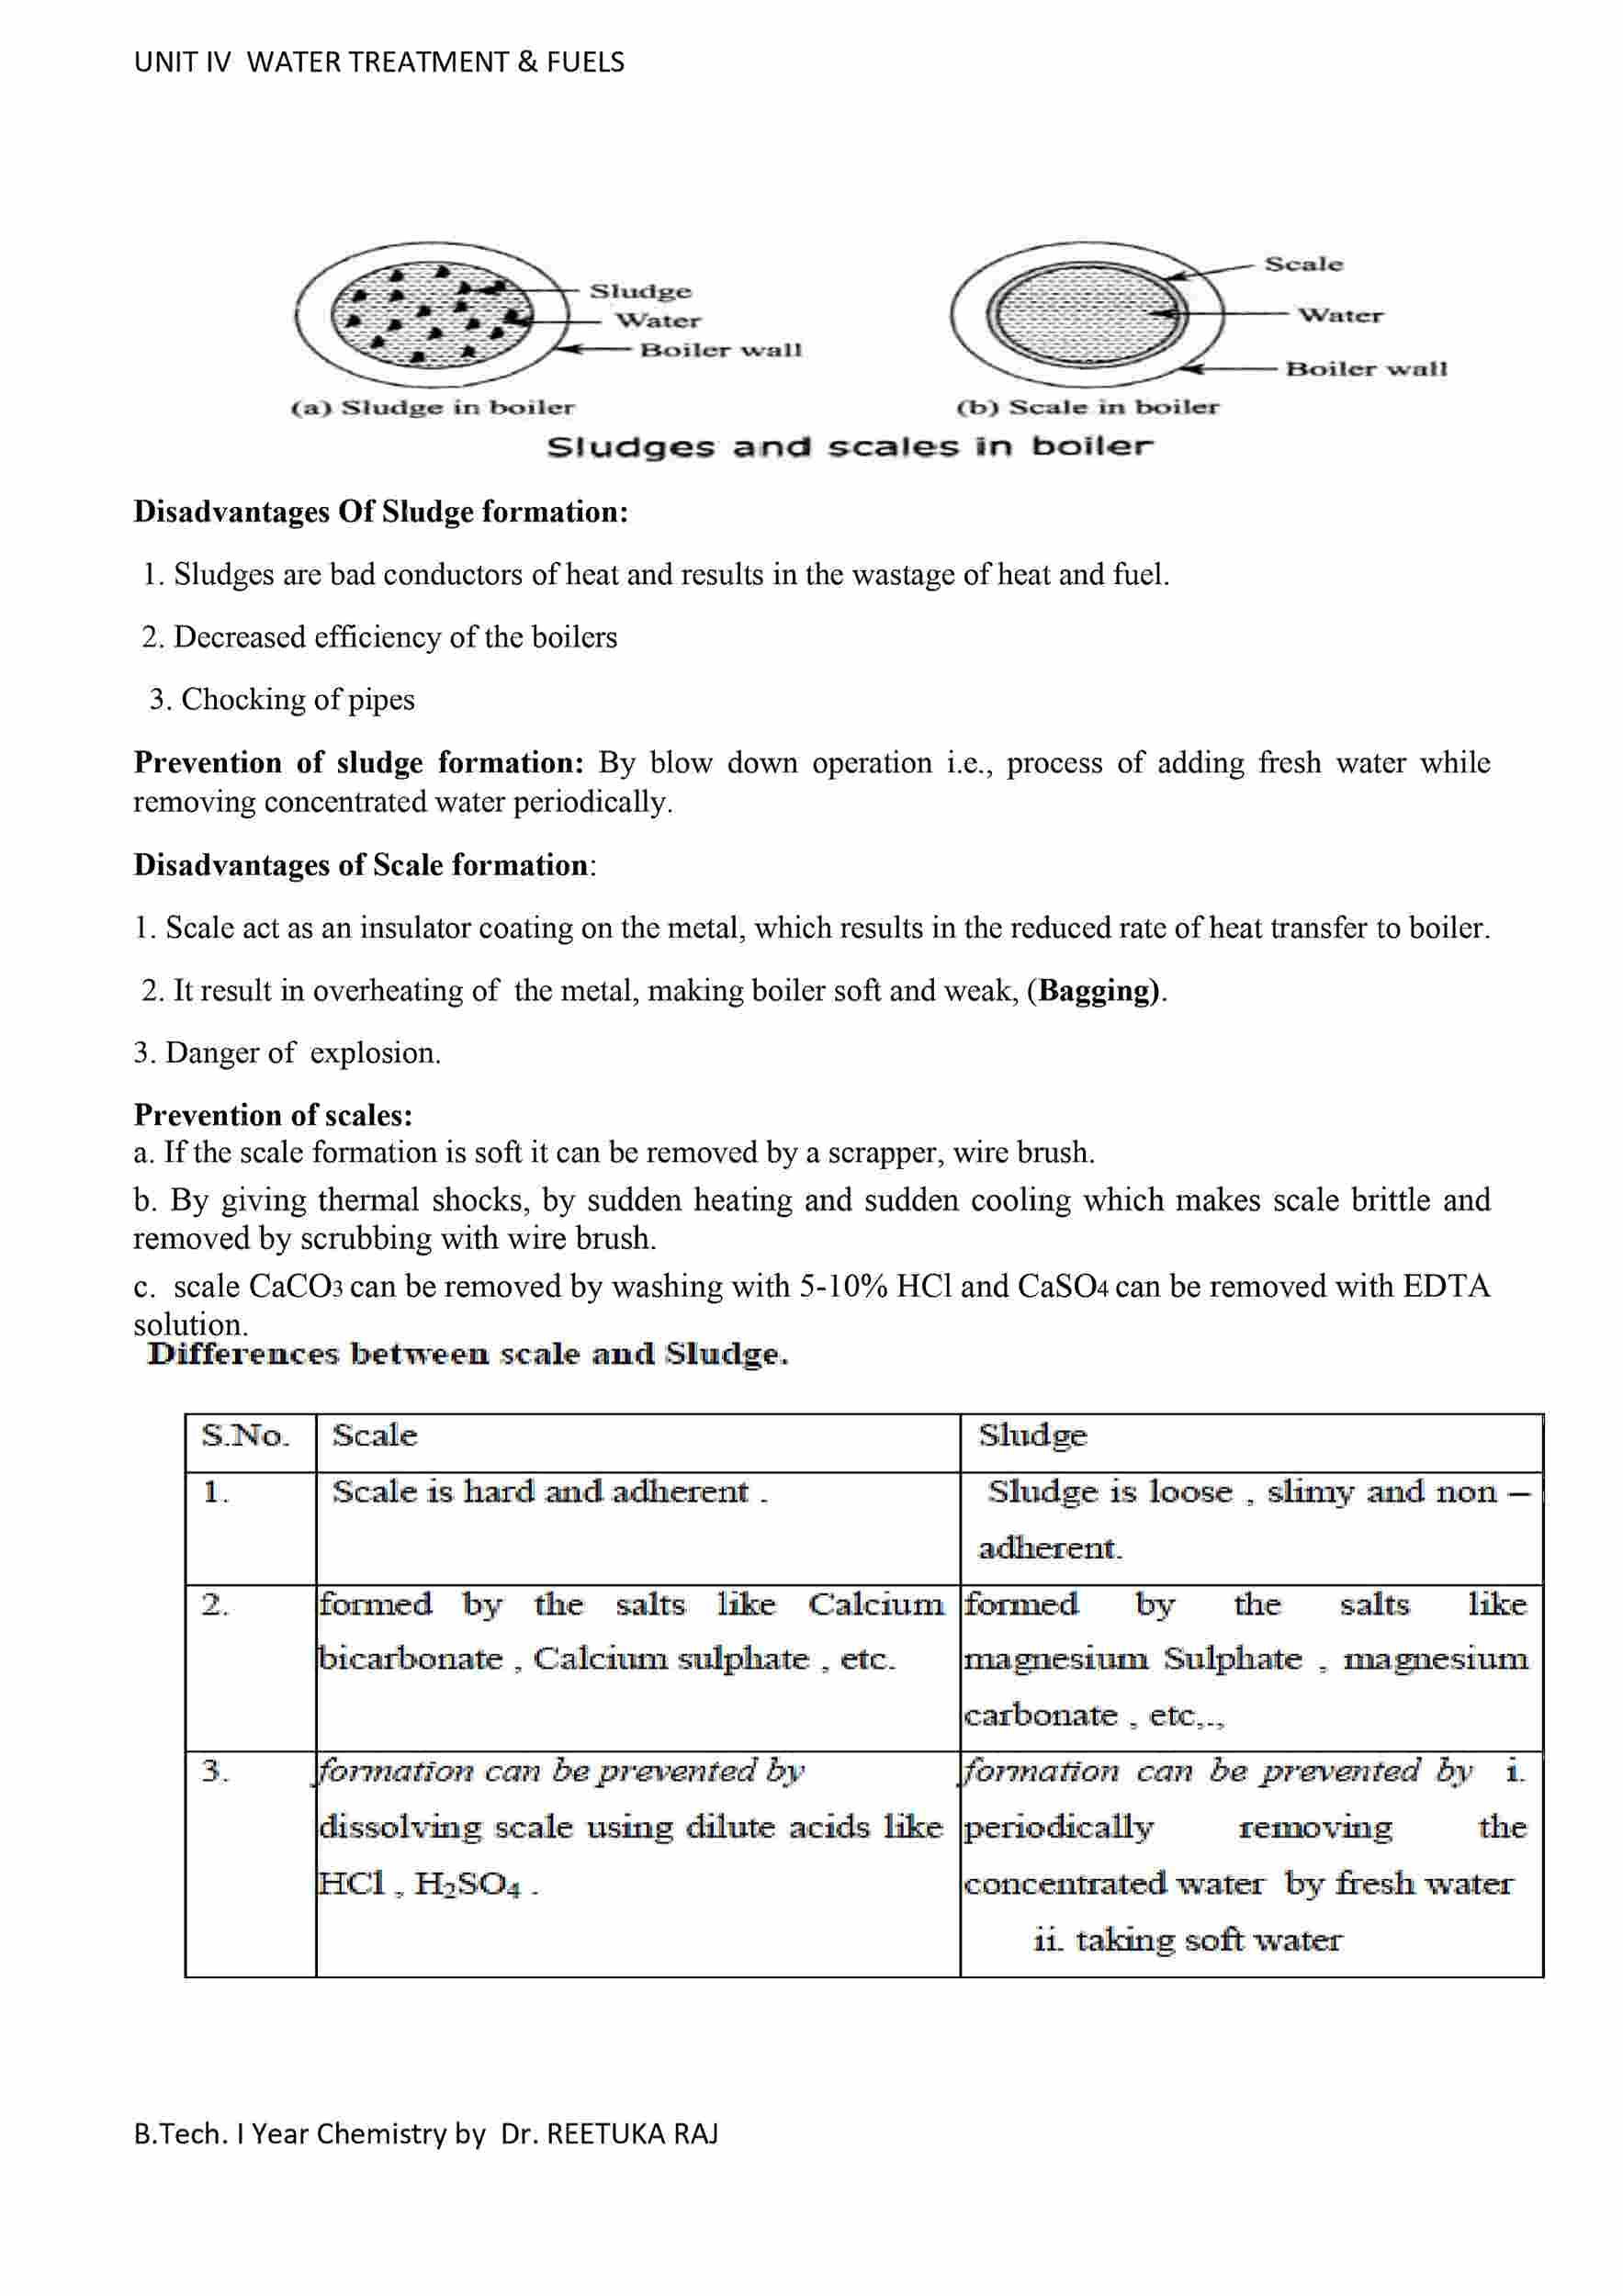 UNIT IV  WATER TREATMENT & FUELS
Sludge
Water
Boiler wall
(a) Sludge in boiler
Scale
Water
Boiler wall
(b) Scale in boiler
Sludges and scales in boiler
Disadvantages Of Sludge formation:
1. Sludges are bad conductors of heat and results in the wastage of heat and fuel.
2. Decreased efficiency of the boilers
3. Chocking of pipes
Prevention of sludge formation: By blow down operation i.e., process of adding fresh water while
removing concentrated water periodically.
Disadvantages of Scale formation:
1. Scale act as an insulator coating on the metal, which results in the reduced rate of heat transfer to boiler.
2. It result in overheating of  the metal, making boiler soft and weak, (Bagging).
3. Danger of  explosion.
Prevention of scales:
a. If the scale formation is soft it can be removed by a scrapper, wire brush.
b. By giving thermal shocks, by sudden heating and sudden cooling which makes scale brittle and
removed by scrubbing with wire brush.
c.  scale CaCO3 can be removed by washing with 5-10% HCl and CaSO4 can be removed with EDTA
solution.
Differences between scale and Sludge.
S.No. Scale Sludge
1. Scale is hard and adherent .
Sludge is loose , slimy and non –
adherent.
2. formed by the salts like Calcium
bicarbonate , Calcium sulphate , etc.
formed by the salts like
magnesium Sulphate , magnesium
carbonate , etc,.,
3. formation can be prevented by
dissolving scale using dilute acids like
HCl , H₂SO₄ .
formation can be prevented by i.
periodically removing the
concentrated water by fresh water
ii. taking soft water
B.Tech. I Year Chemistry by  Dr. REETUKA RAJ